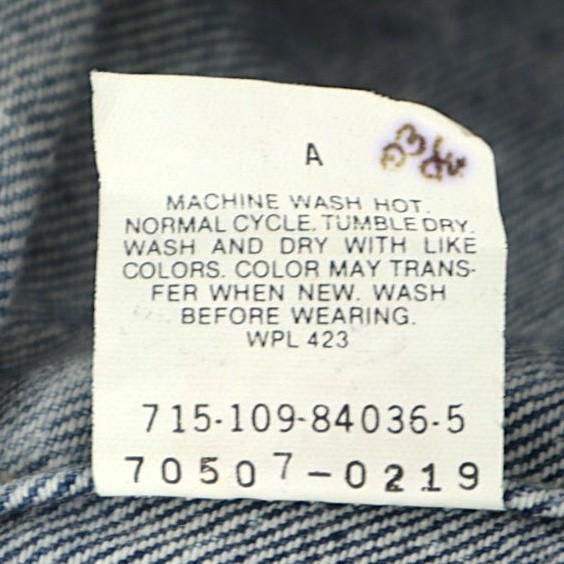 A
MACHINE WASH HOT.
NORMAL CYCLE. TUMBLE DRY.
WASH AND DRY WITH LIKE
COLORS. COLOR MAY TRANS-
FER WHEN NEW. WASH
BEFORE WEARING.
WPL 423
715-109-84036-5
70507-0219